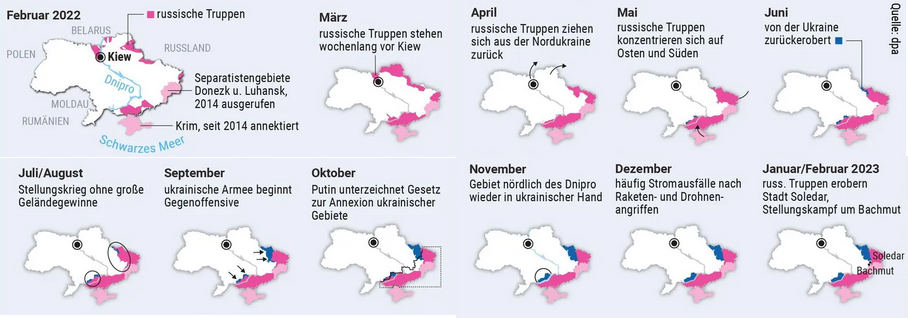 Februar 2022
russische Truppen
BELARUS
POLEN
RUSSLAND
Kiew
Dnipro
Separatistengebiete
Donezk u. Luhansk,
2014 ausgerufen
MOLDAU
RUMÄNIEN
Krim, seit 2014 annektiert
Schwarzes Meer
März
russische Truppen stehen
wochenlang vor Kiew
April
russische Truppen ziehen
sich aus der Nordukraine
zurück
Mai
russische Truppen
konzentrieren sich auf
Osten und Süden
Juni
von der Ukraine
zurückerobert
Quelle: dpa
Juli/August
Stellungskrieg ohne große
Geländegewinne
September
ukrainische Armee beginnt
Gegenoffensive
Oktober
Putin unterzeichnet Gesetz
zur Annexion ukrainischer
Gebiete
November
Gebiet nördlich des Dnipro
wieder in ukrainischer Hand
Dezember
häufig Stromausfälle nach
Raketen- und Drohnen-
angriffen
Januar/Februar 2023
russ. Truppen erobern
Stadt Soledar,
Stellungskampf um Bachmut
Soledar
Bachmut